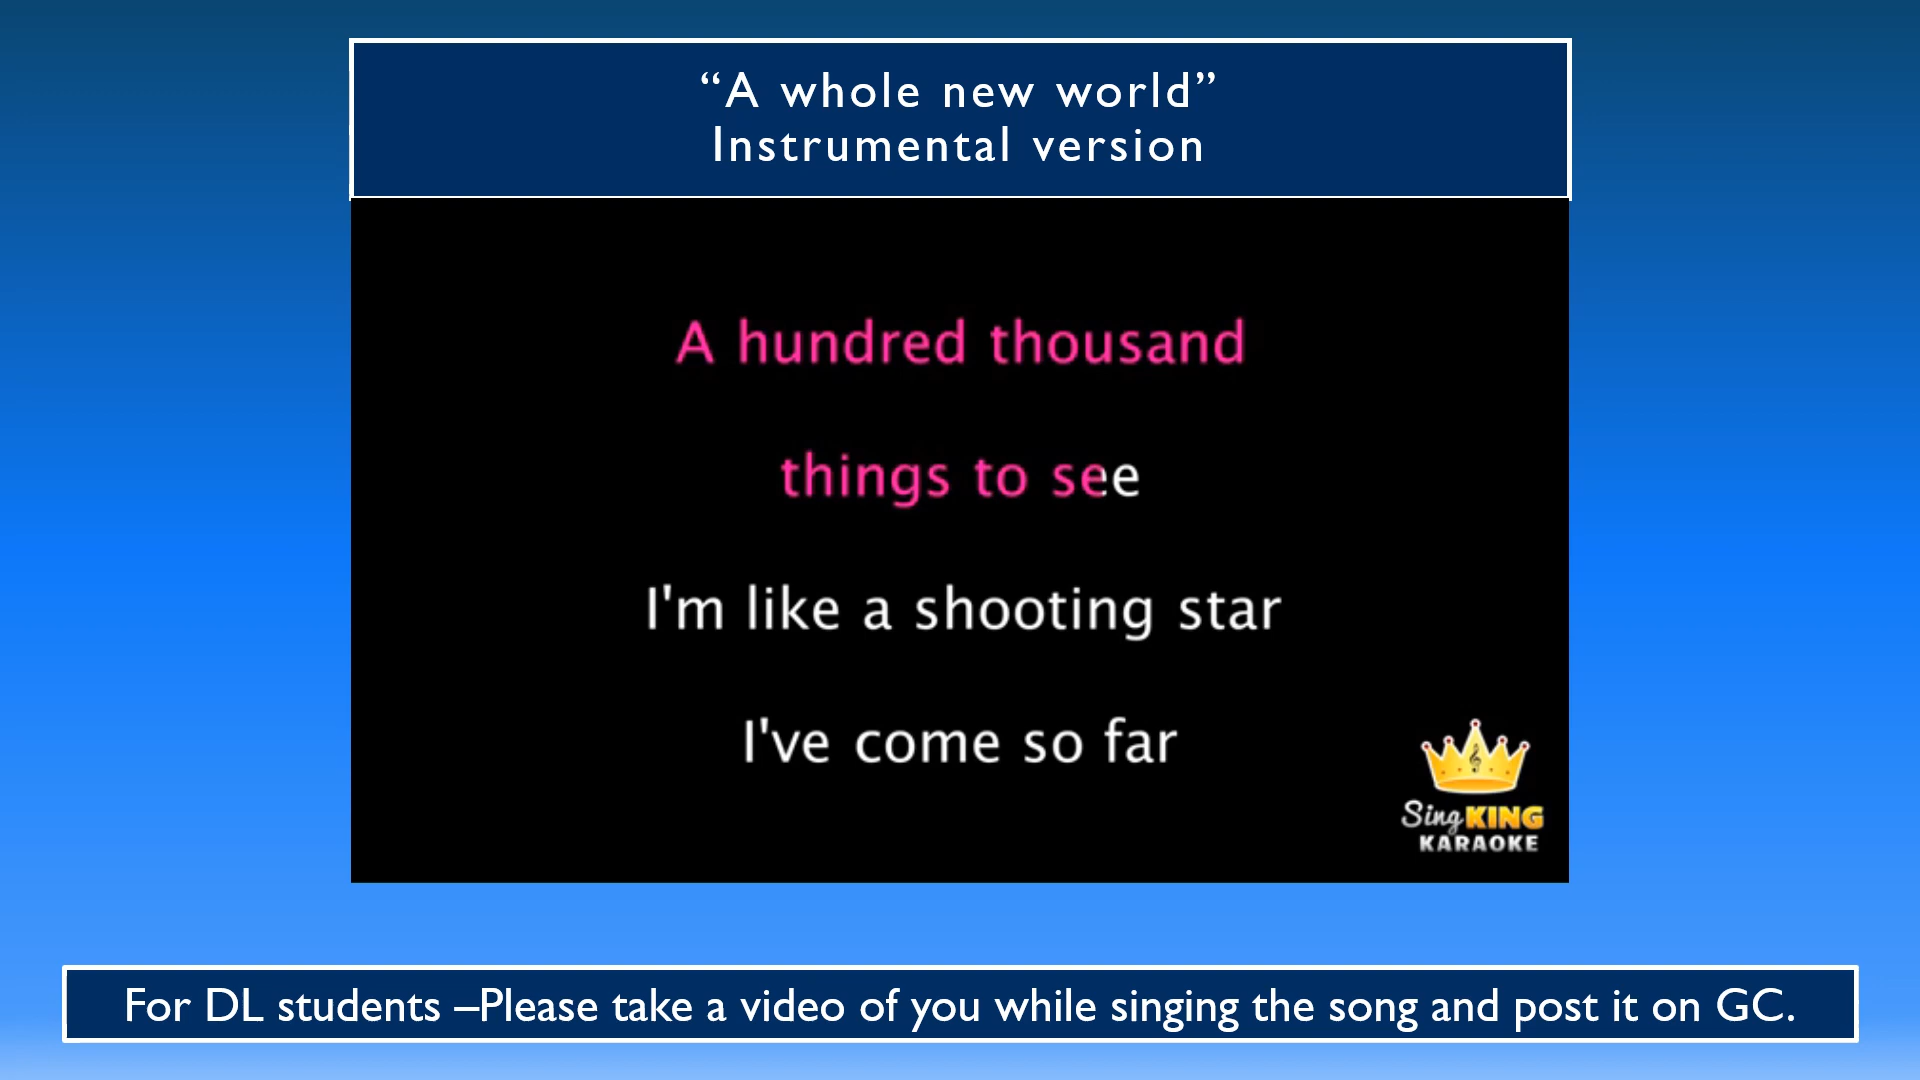 “A whole new world”
Instrumental version
A hundred thousand
things to see
I'm like a shooting star
I've come so far
Sing KING
KARAOKE
For DL students –Please take a video of you while singing the song and post it on GC.